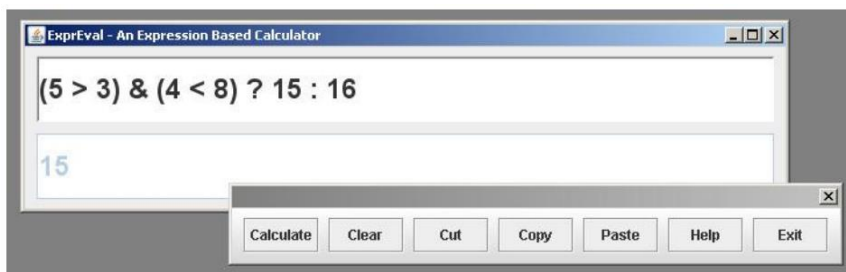 ExprEval - An Expression Based Calculator
(5 > 3) & (4 < 8) ? 15 : 16
15
Calculate Clear Cut Copy Paste Help Exit